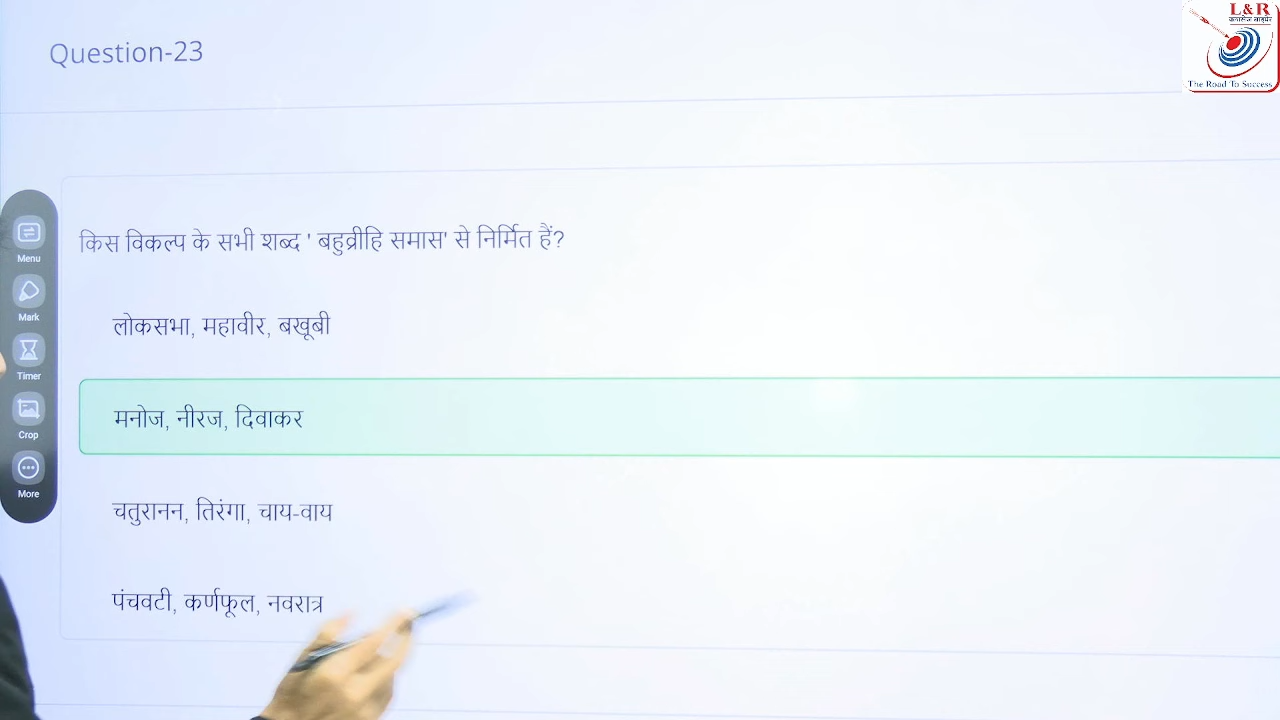 Question-23
L&R
The Road To Success
Menu
Mark
Timer
Crop
More
किस विकल्प के सभी शब्द ' बहुव्रीहि समास' से निर्मित हैं?
लोकसभा, महावीर, बखूबी
मनोज, नीरज, दिवाकर
चतुरानन, तिरंगा, चाय-वाय
पंचवटी, कर्णफूल, नवरात्र